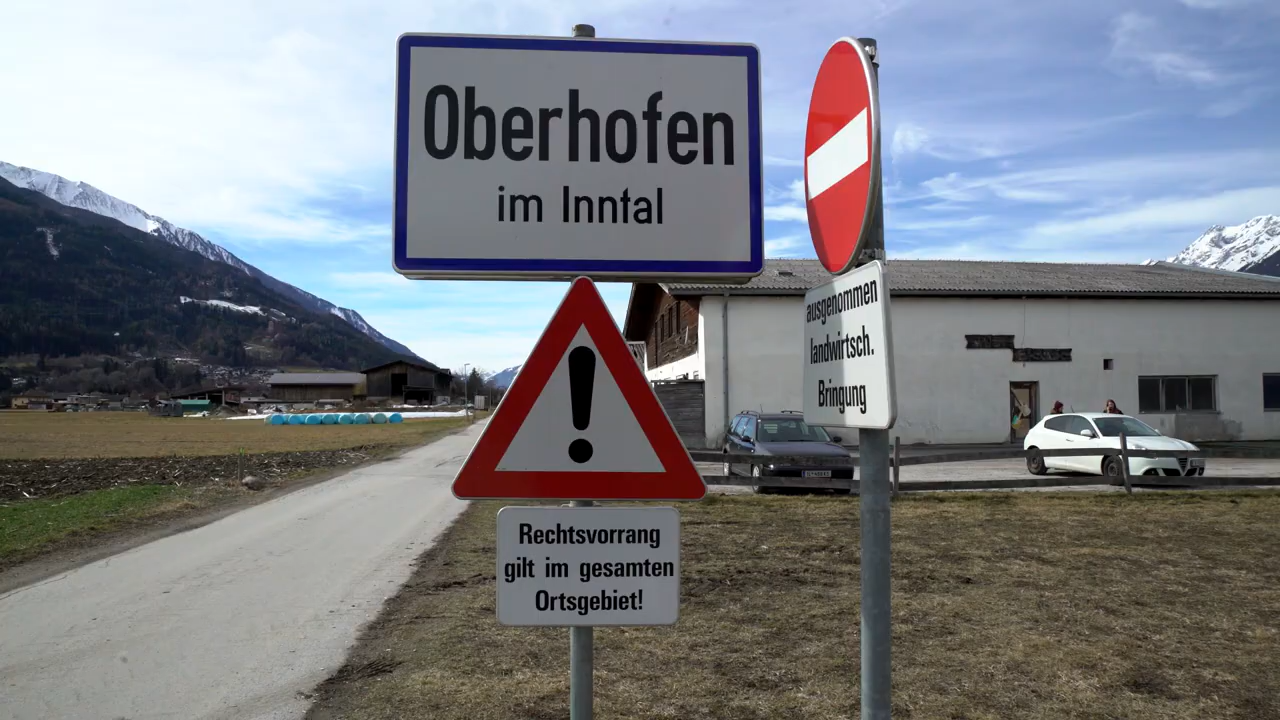 Oberhofen
im Inntal
Rechtsvorrang
gilt im gesamten
Ortsgebiet!
ausgenommen
landwirtsch.
Bringung